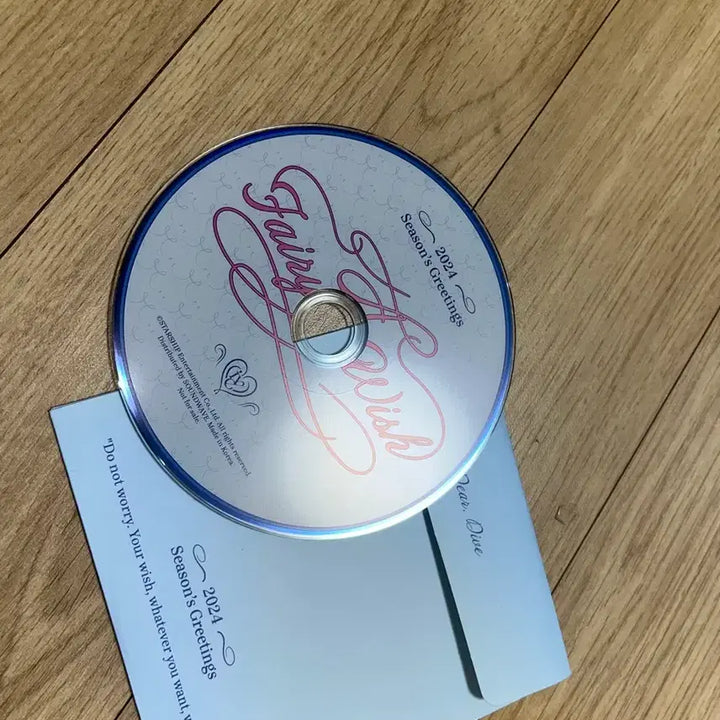 2024
Season's Greetings
A
Fairy
Wish
©STARSHIP Entertainment Co., Ltd. All rights reserved.
Distributed by SOUNDWAVE. Made in Korea.
Not for sale.
Dear. Dive
2024
Season's Greetings
"Do not worry. Your wish, whatever you want, w